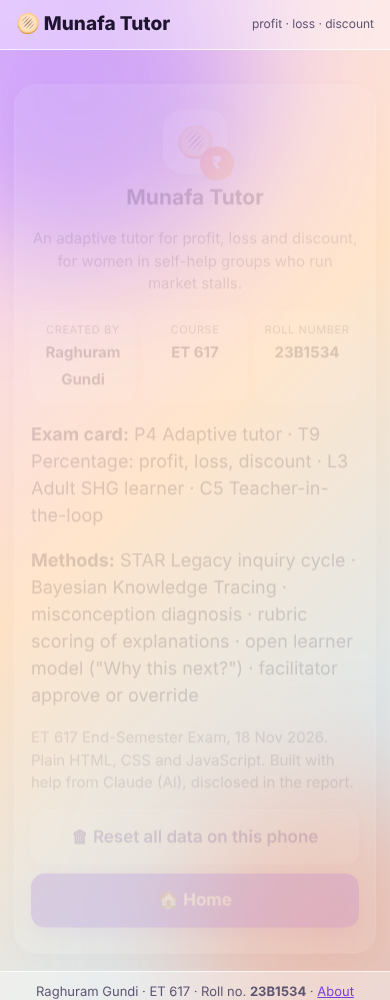 Munafa Tutor
profit · loss · discount
₹
Munafa Tutor
An adaptive tutor for profit, loss and discount,
for women in self-help groups who run
market stalls.
CREATED BY
Raghuram
Gundi
COURSE
ET 617
ROLL NUMBER
23B1534
Exam card: P4 Adaptive tutor · T9
Percentage: profit, loss, discount · L3
Adult SHG learner · C5 Teacher-in-
the-loop
Methods: STAR Legacy inquiry cycle ·
Bayesian Knowledge Tracing ·
misconception diagnosis · rubric
scoring of explanations · open learner
model ("Why this next?") · facilitator
approve or override
ET 617 End-Semester Exam, 18 Nov 2026.
Plain HTML, CSS and JavaScript. Built with
help from Claude (AI), disclosed in the report.
Reset all data on this phone
Home
Raghuram Gundi · ET 617 · Roll no. 23B1534 · About